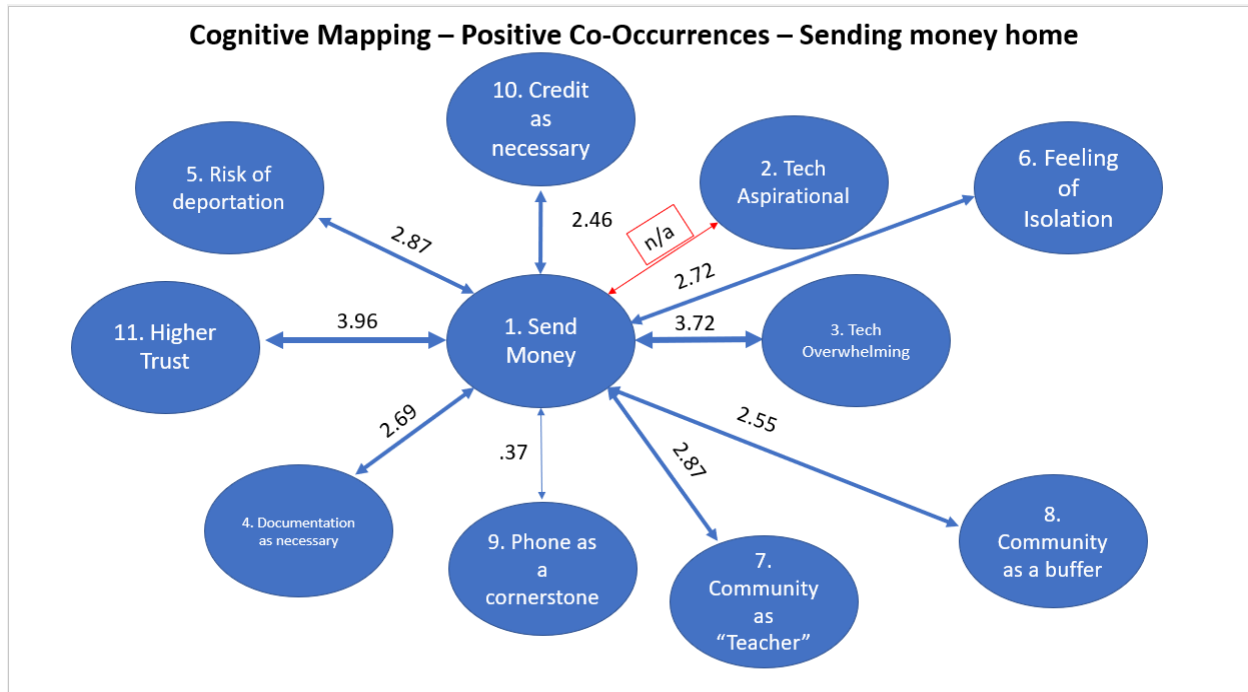 Cognitive Mapping – Positive Co-Occurrences – Sending money home
10. Credit
as
necessary
5. Risk of
deportation
2. Tech
Aspirational
6. Feeling
of
Isolation
2.87
2.46
n/a
2.72
11. Higher
Trust
3.96
1. Send
Money
3.72
3. Tech
Overwhelming
2.69
.37
2.87
2.55
4. Documentation
as necessary
9. Phone as
a
cornerstone
7.
Community
as
“Teacher”
8.
Community
as a buffer